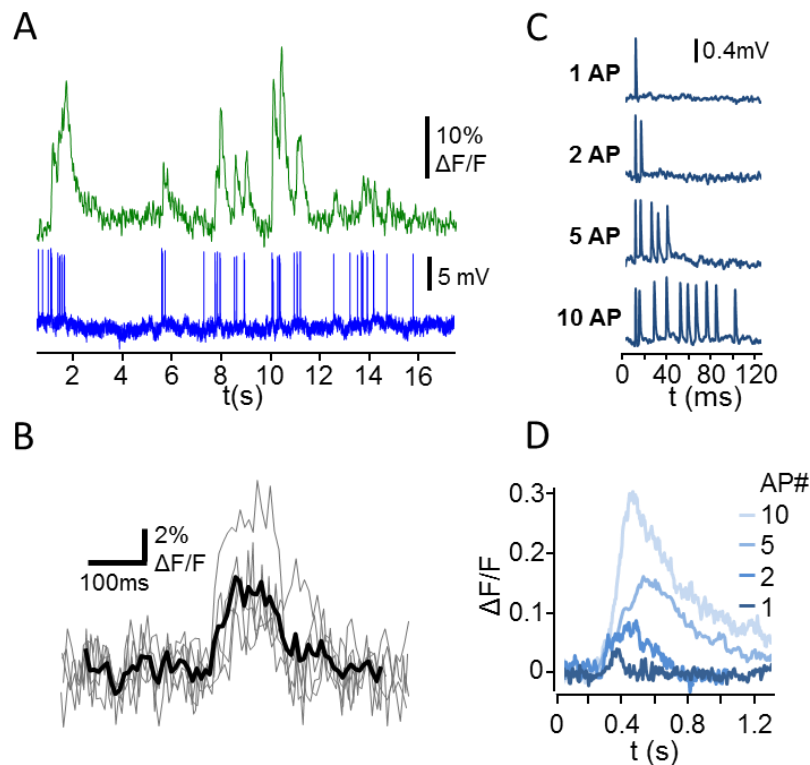 A
10%
ΔF/F
5 mV
2 4 6 8 10 12 14 16
t(s)
B
2%
ΔF/F
100ms
C
0.4mV
1 AP
2 AP
5 AP
10 AP
0 40 80 120
t (ms)
D
AP#
10
5
2
1
0.3
0.2
0.1
0
ΔF/F
0 0.4 0.8 1.2
t (s)